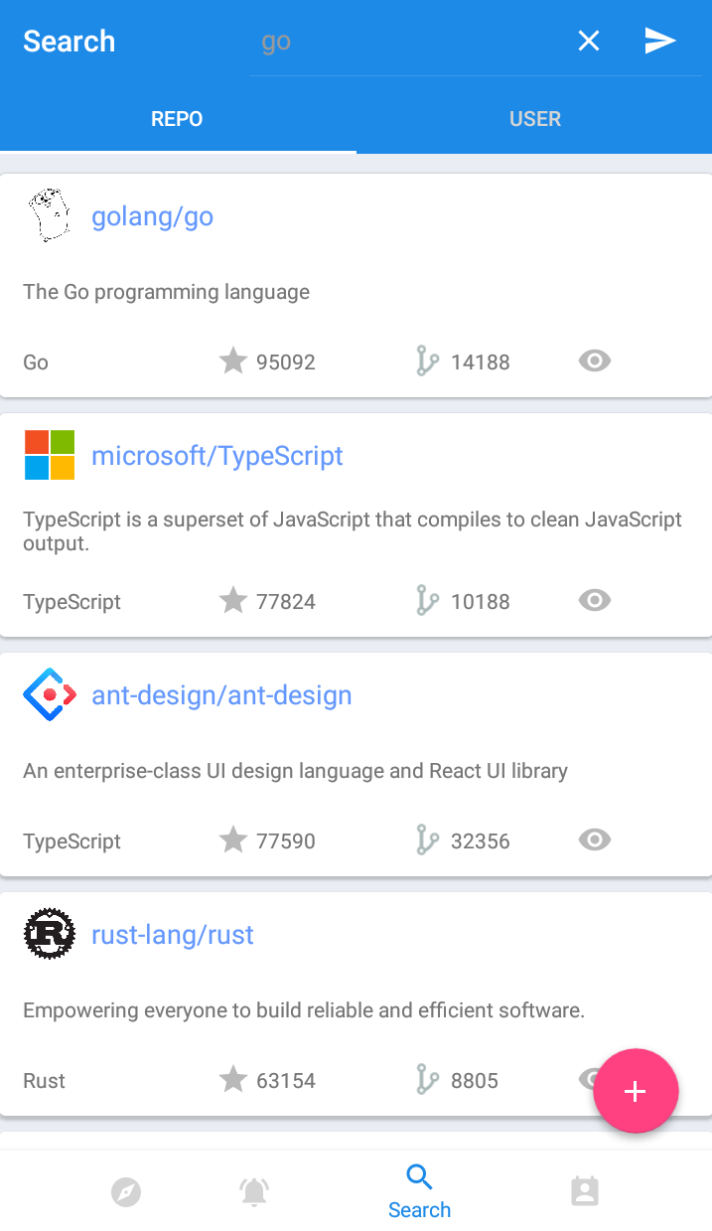 Search
go
REPO
USER
golang/go
The Go programming language
Go
95092
14188
microsoft/TypeScript
TypeScript is a superset of JavaScript that compiles to clean JavaScript
output.
TypeScript
77824
10188
ant-design/ant-design
An enterprise-class UI design language and React UI library
TypeScript
77590
32356
R
rust-lang/rust
Empowering everyone to build reliable and efficient software.
Rust
63154
8805
Search